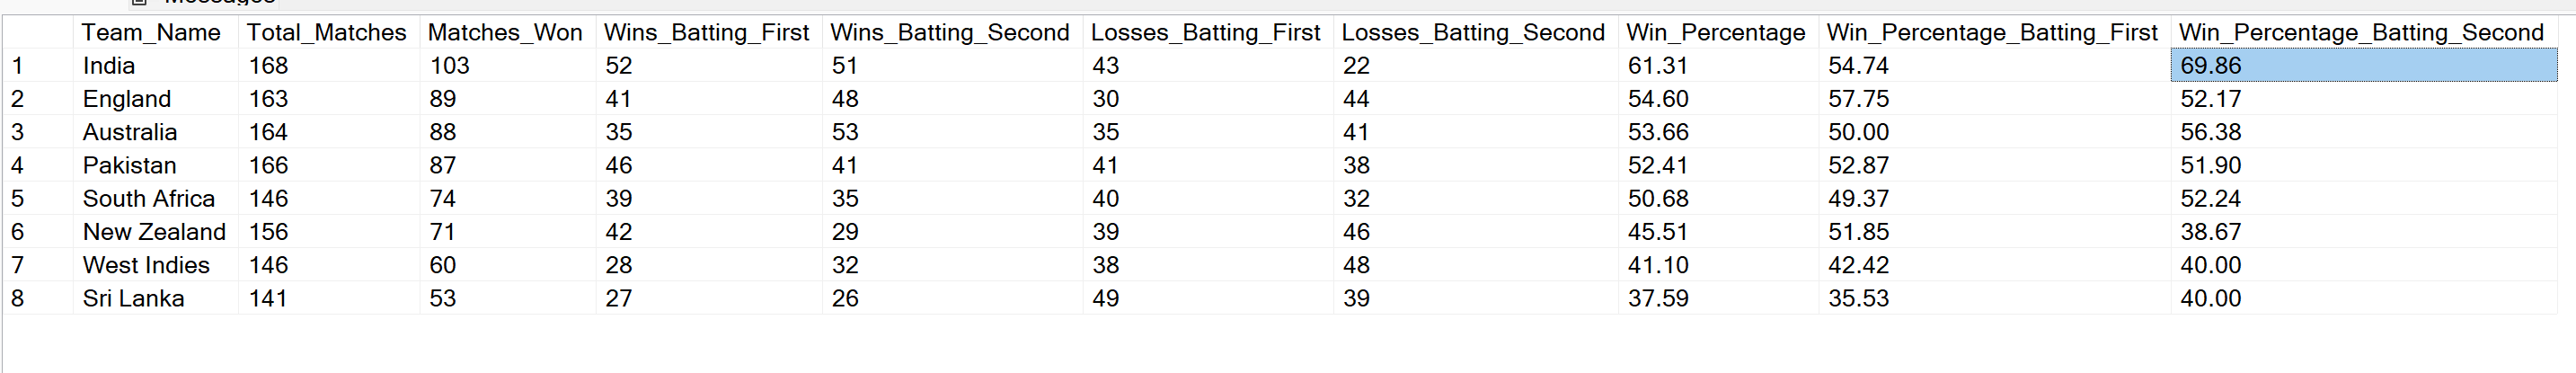 Messages
Team_Name Total_Matches Matches_Won Wins_Batting_First Wins_Batting_Second Losses_Batting_First Losses_Batting_Second Win_Percentage Win_Percentage_Batting_First Win_Percentage_Batting_Second
1 India 168 103 52 51 43 22 61.31 54.74 69.86
2 England 163 89 41 48 30 44 54.60 57.75 52.17
3 Australia 164 88 35 53 35 41 53.66 50.00 56.38
4 Pakistan 166 87 46 41 41 38 52.41 52.87 51.90
5 South Africa 146 74 39 35 40 32 50.68 49.37 52.24
6 New Zealand 156 71 42 29 39 46 45.51 51.85 38.67
7 West Indies 146 60 28 32 38 48 41.10 42.42 40.00
8 Sri Lanka 141 53 27 26 49 39 37.59 35.53 40.00